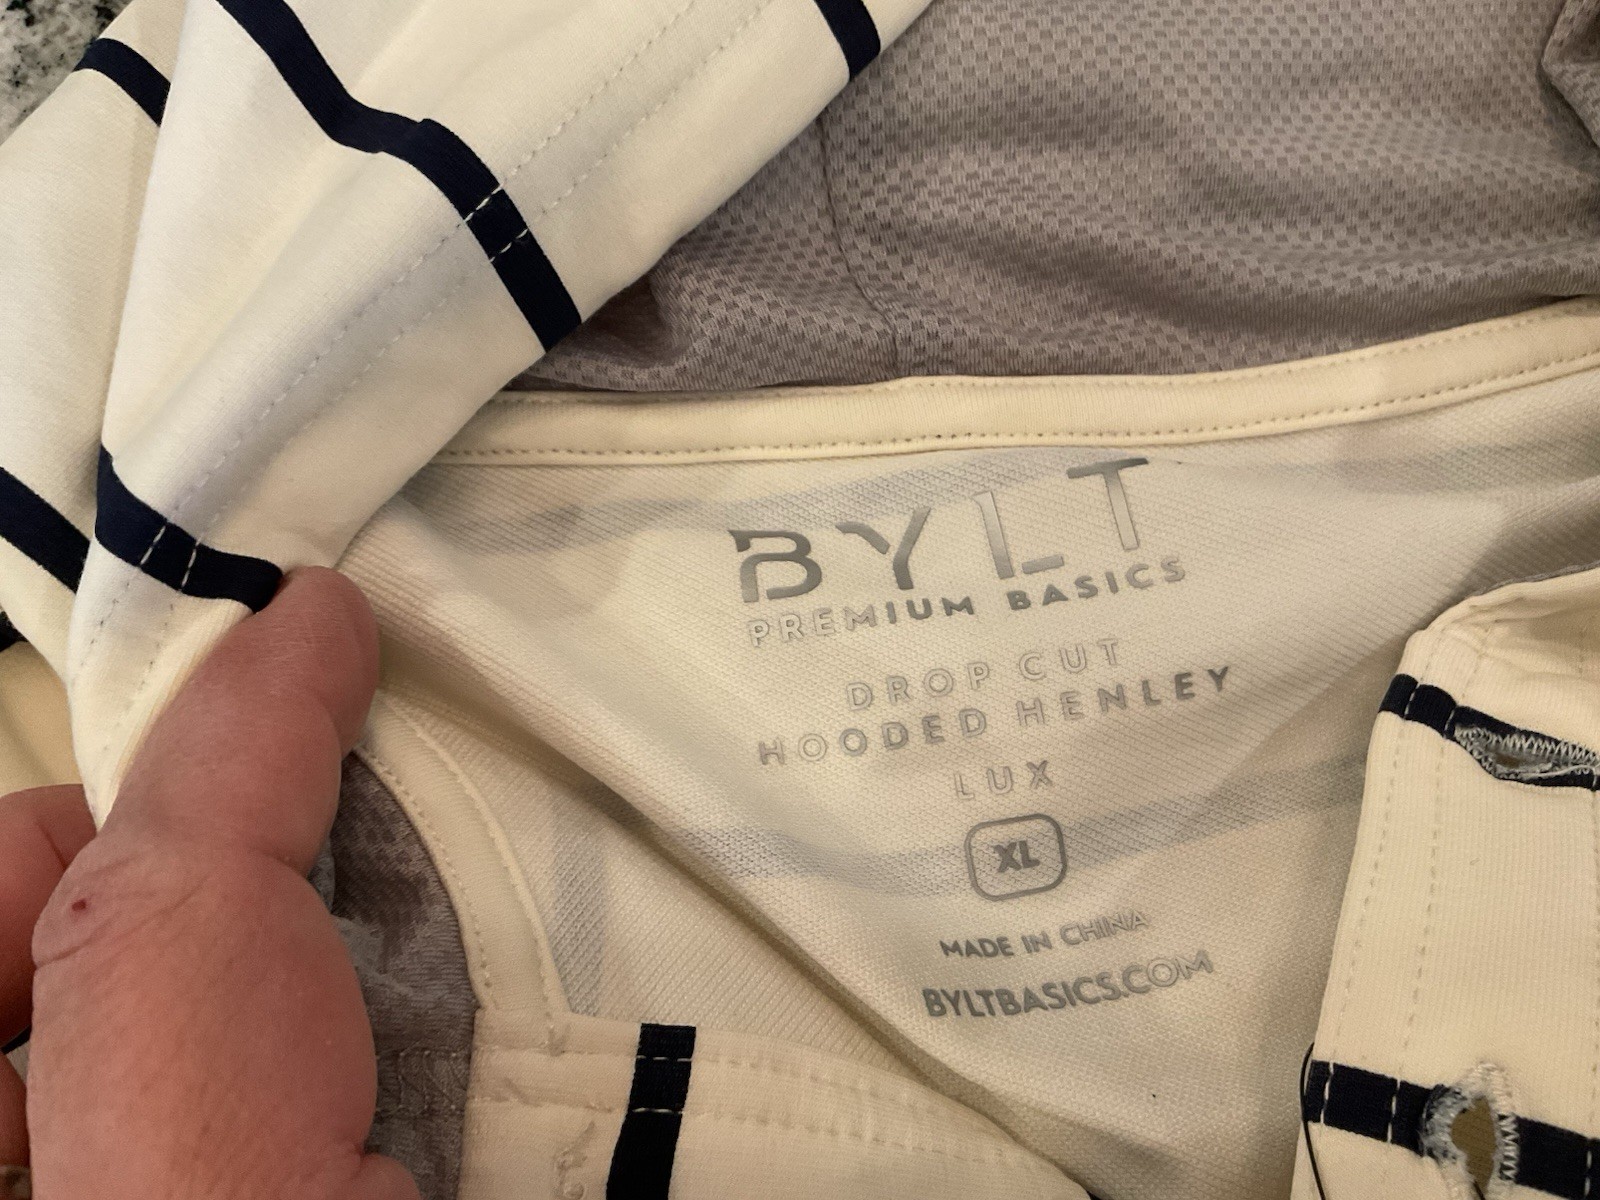 BYLT
PREMIUM BASICS
DROP CUT
HOODED HENLEY
LUX
XL
MADE IN CHINA
BYLTBASICS.COM